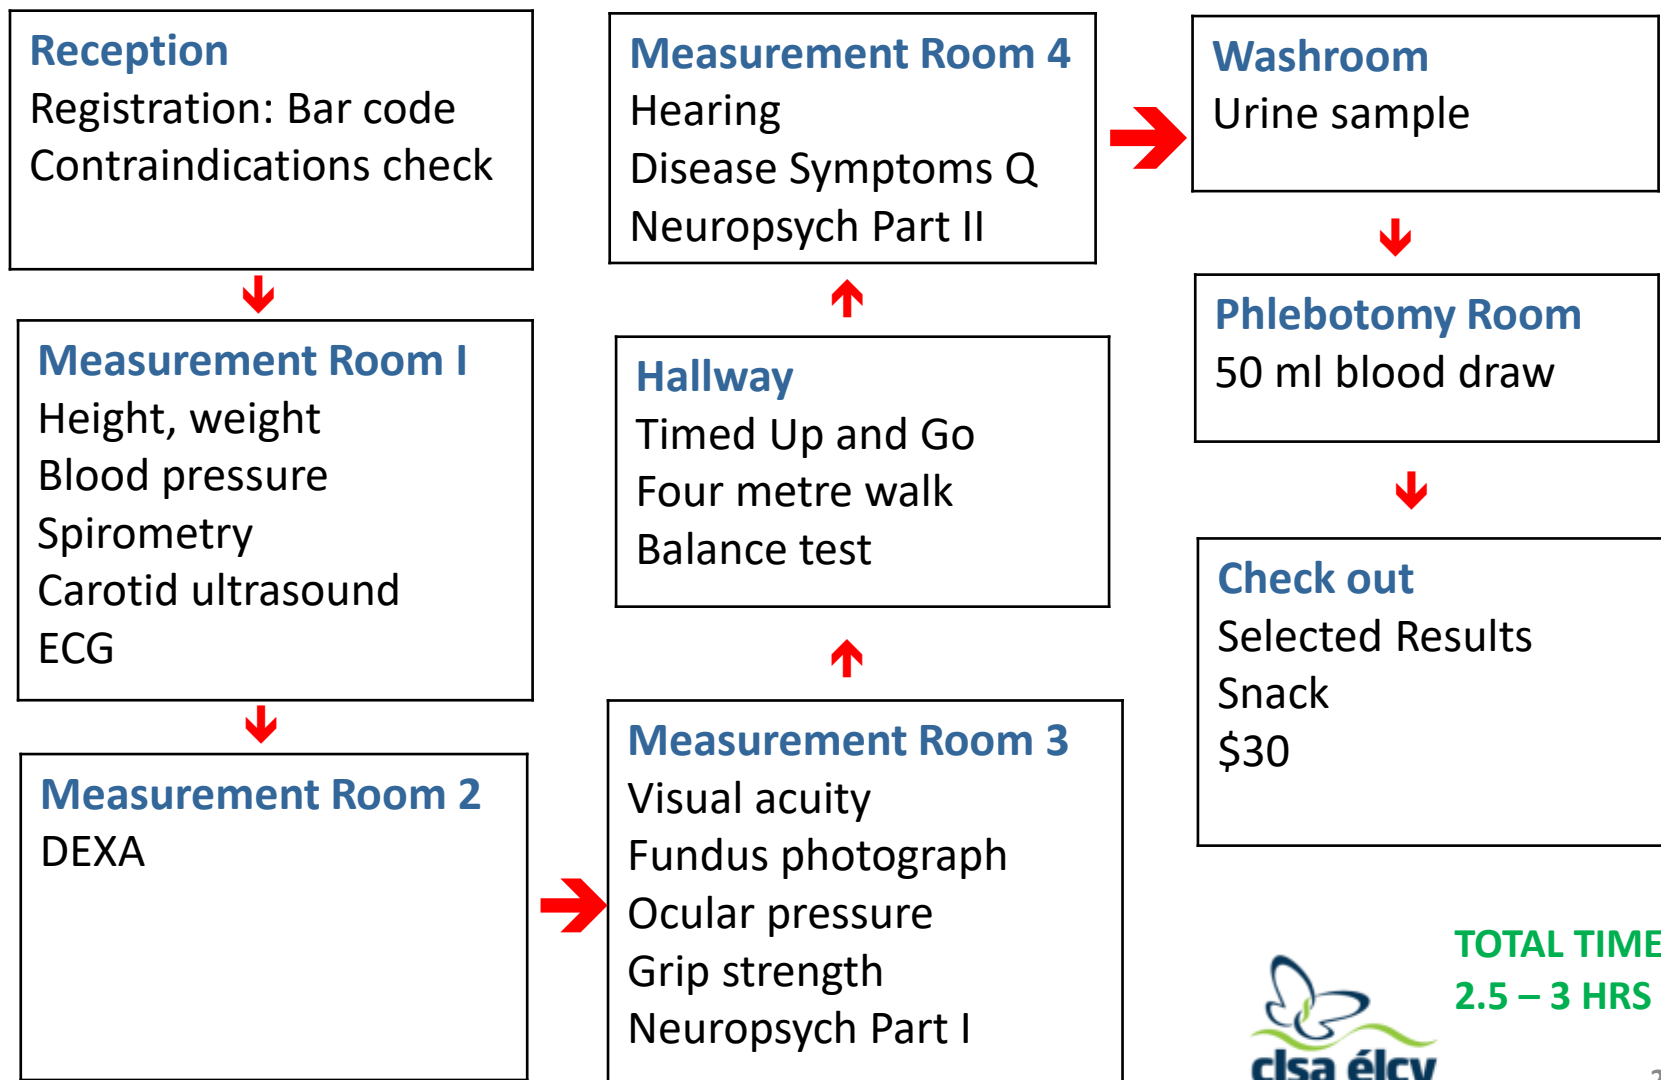 Reception
Registration: Bar code
Contraindications check
Measurement Room I
Height, weight
Blood pressure
Spirometry
Carotid ultrasound
ECG
Measurement Room 2
DEXA
Measurement Room 3
Visual acuity
Fundus photograph
Ocular pressure
Grip strength
Neuropsych Part I
Hallway
Timed Up and Go
Four metre walk
Balance test
Measurement Room 4
Hearing
Disease Symptoms Q
Neuropsych Part II
Washroom
Urine sample
Phlebotomy Room
50 ml blood draw
Check out
Selected Results
Snack
$30
TOTAL TIME
2.5 – 3 HRS
clsa élcv